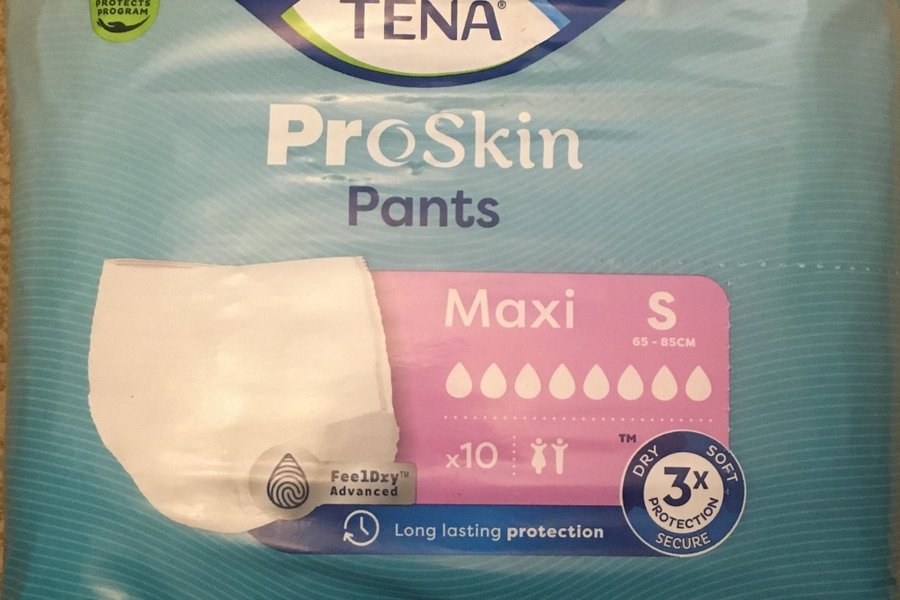 PROTECTS
PROGRAM
TENA®
ProSkin
Pants
Maxi
S
65 - 85CM
x10
FeelDry™
Advanced
Long lasting protection
™
DRY SOFT
3x
PROTECTION
SECURE